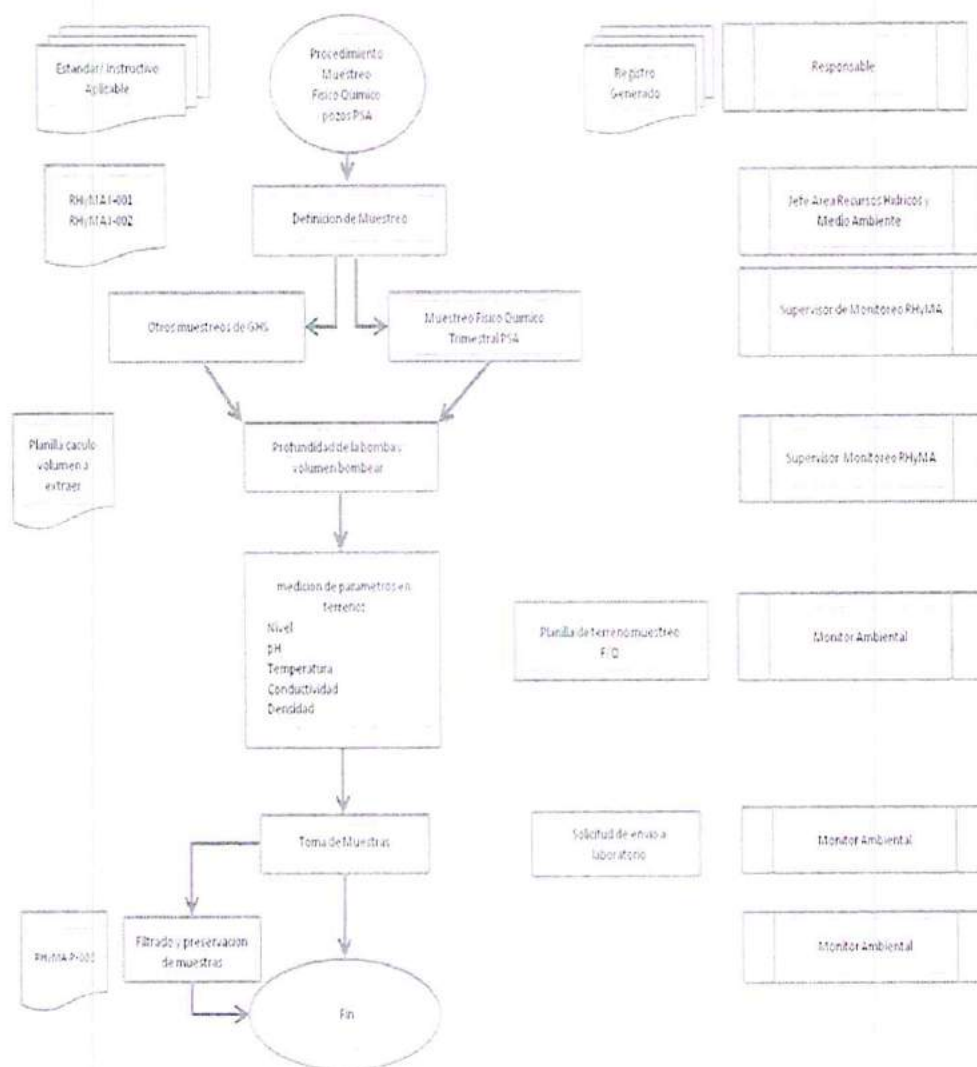 Estandar/ Instructivo
Aplicable
Procedimiento
Muestreo
Fisico Quimico
pozos PSA
Registro
Generado
Responsable
RHyMA I-001
RHyMA I-002
Definicion de Muestreo
Jefe Area Recursos Hidricos y
Medio Ambiente
Otros muestreos de GHS
Muestreo Fisico Quimico
Trimestral PSA
Supervisor de Monitoreo RHyMA
Planilla caculo
volumen a
extraer
Profundidad de la bomba y
volumen bombear
Supervisor Monitoreo RHyMA
medicion de parametros en
terreno:
Nivel
pH
Temperatura
Conductividad
Densidad
Planilla de terreno muestreo
F/Q
Monitor Ambiental
Toma de Muestras
Solicitud de envio a
laboratorio
Monitor Ambiental
Filtrado y preservacion
de muestras
Monitor Ambiental
Fin